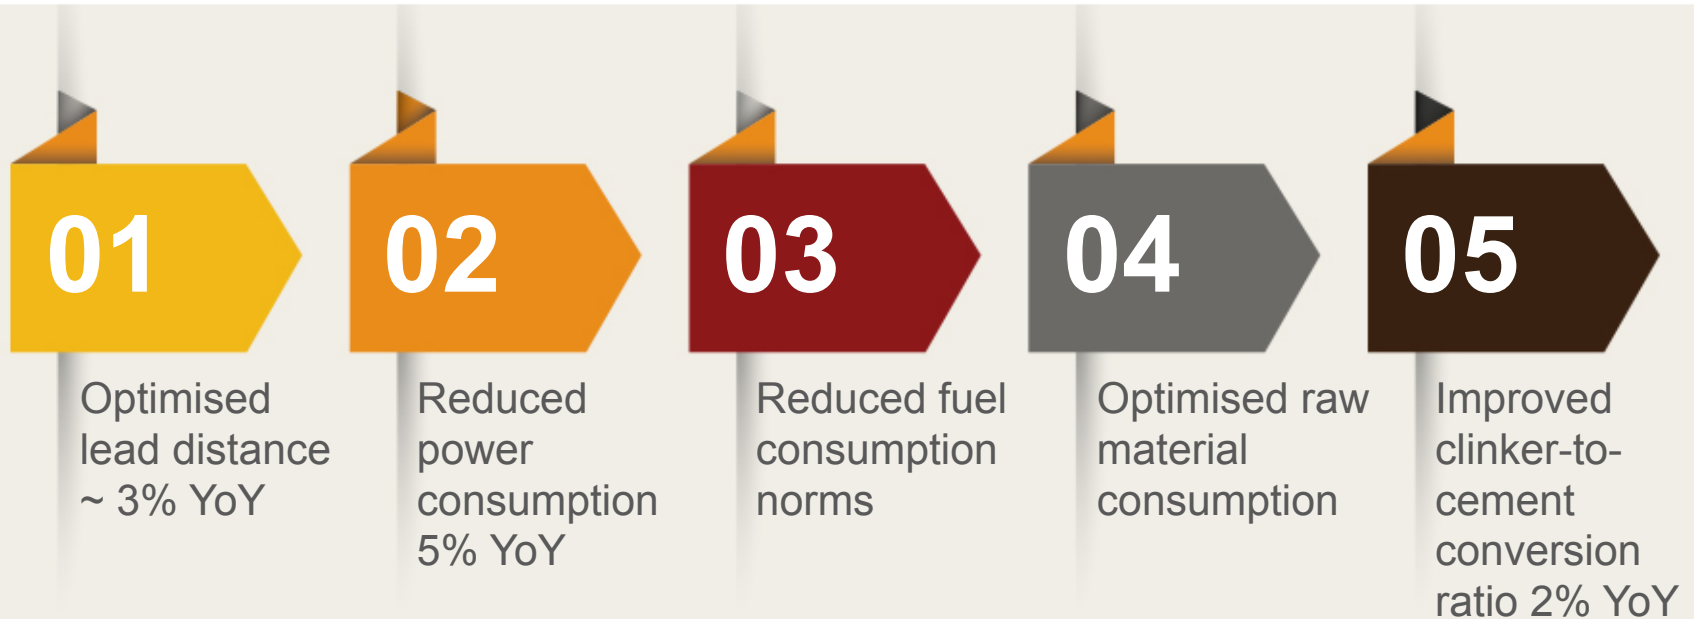 01
Optimised
lead distance
~ 3% YoY
02
Reduced
power
consumption
5% YoY
03
Reduced fuel
consumption
norms
04
Optimised raw
material
consumption
05
Improved
clinker-to-
cement
conversion
ratio 2% YoY